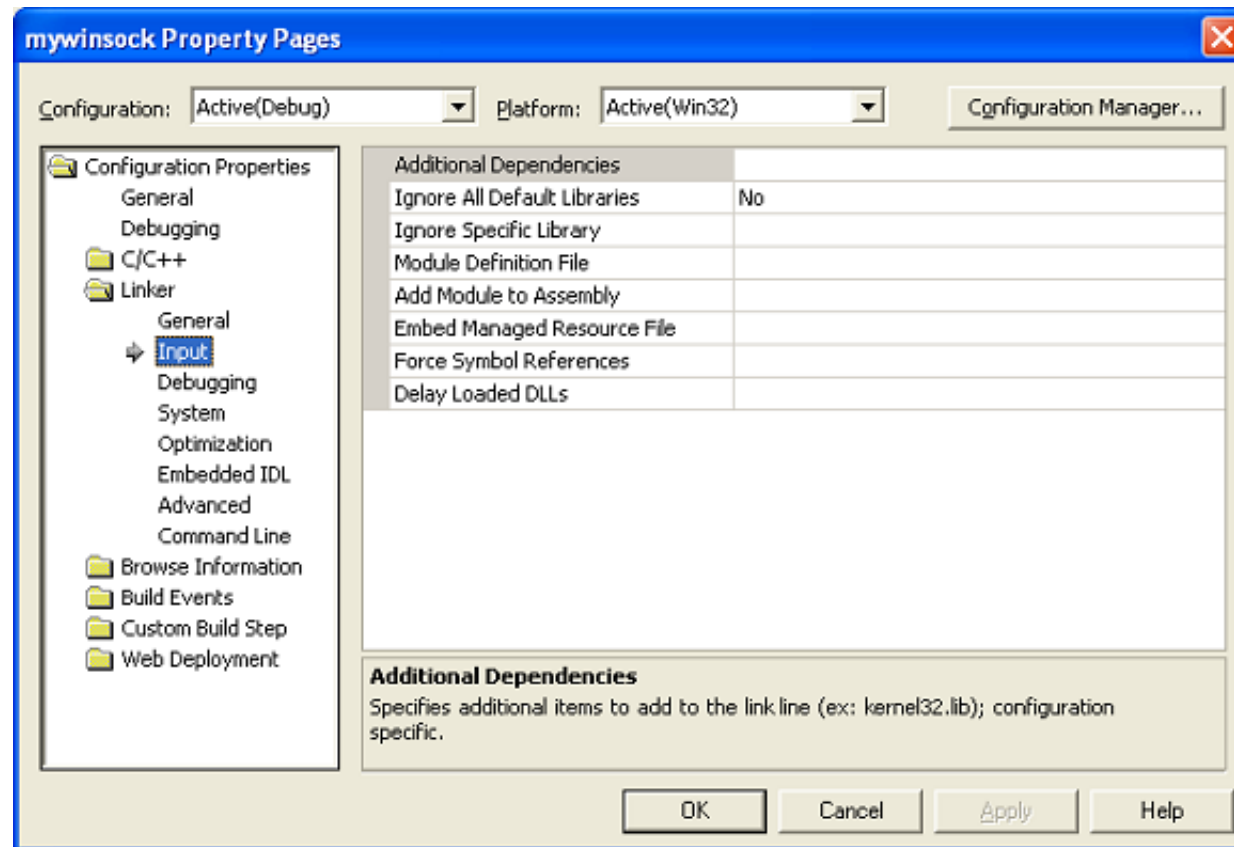 mywinsock Property Pages
Configuration: Active(Debug) Platform: Active(Win32) Configuration Manager...
Configuration Properties
General
Debugging
C/C++
Linker
General
Input
Debugging
System
Optimization
Embedded IDL
Advanced
Command Line
Browse Information
Build Events
Custom Build Step
Web Deployment
Additional Dependencies
Ignore All Default Libraries No
Ignore Specific Library
Module Definition File
Add Module to Assembly
Embed Managed Resource File
Force Symbol References
Delay Loaded DLLs
Additional Dependencies
Specifies additional items to add to the link line (ex: kernel32.lib); configuration
specific.
OK Cancel Apply Help